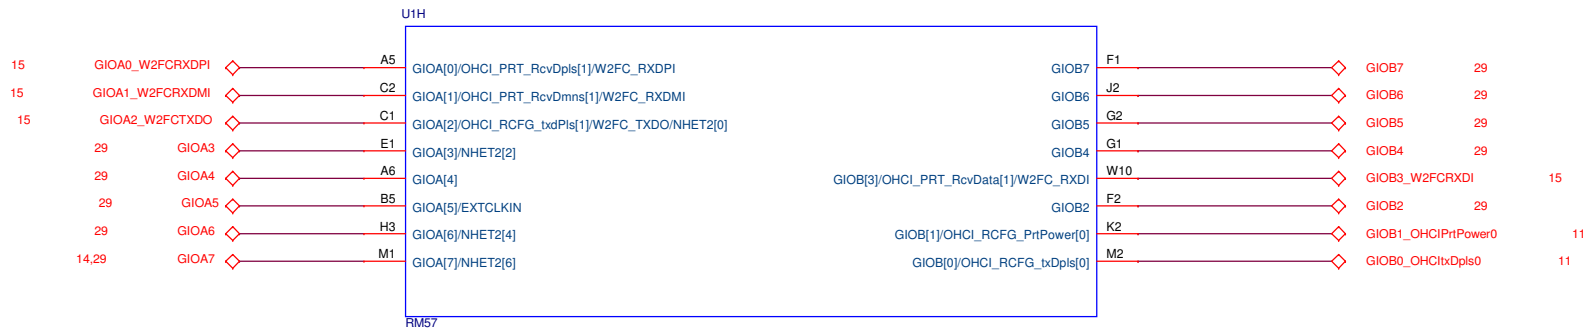 U1H
15 GIOA0_W2FCRXDPI A5 GIOA[0]/OHCI_PRT_RcvDpls[1]/W2FC_RXDPI GIOB7 F1 GIOB7 29
15 GIOA1_W2FCRXDMI C2 GIOA[1]/OHCI_PRT_RcvDmns[1]/W2FC_RXDMI GIOB6 J2 GIOB6 29
15 GIOA2_W2FCTXDO C1 GIOA[2]/OHCI_RCFG_txdPls[1]/W2FC_TXDO/NHET2[0] GIOB5 G2 GIOB5 29
29 GIOA3 E1 GIOA[3]/NHET2[2] GIOB4 G1 GIOB4 29
29 GIOA4 A6 GIOA[4] GIOB[3]/OHCI_PRT_RcvData[1]/W2FC_RXDI W10 GIOB3_W2FCRXDI 15
29 GIOA5 B5 GIOA[5]/EXTCLKIN GIOB2 F2 GIOB2 29
29 GIOA6 H3 GIOA[6]/NHET2[4] GIOB[1]/OHCI_RCFG_PrtPower[0] K2 GIOB1_OHCIPrtPower0 11
14,29 GIOA7 M1 GIOA[7]/NHET2[6] GIOB[0]/OHCI_RCFG_txDpls[0] M2 GIOB0_OHCItxDpls0 11
RM57